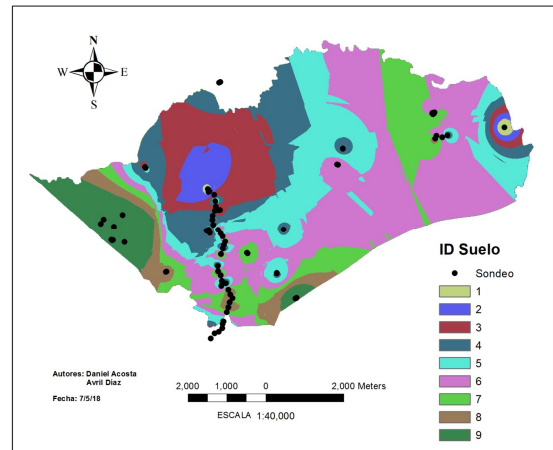 N
W E
S
ID Suelo
Sondeo
1
2
3
4
5
6
7
8
9
Autores: Daniel Acosta
Avril Diaz
Fecha: 7/5/18
2,000 1,000 0 2,000 Meters
ESCALA 1:40,000